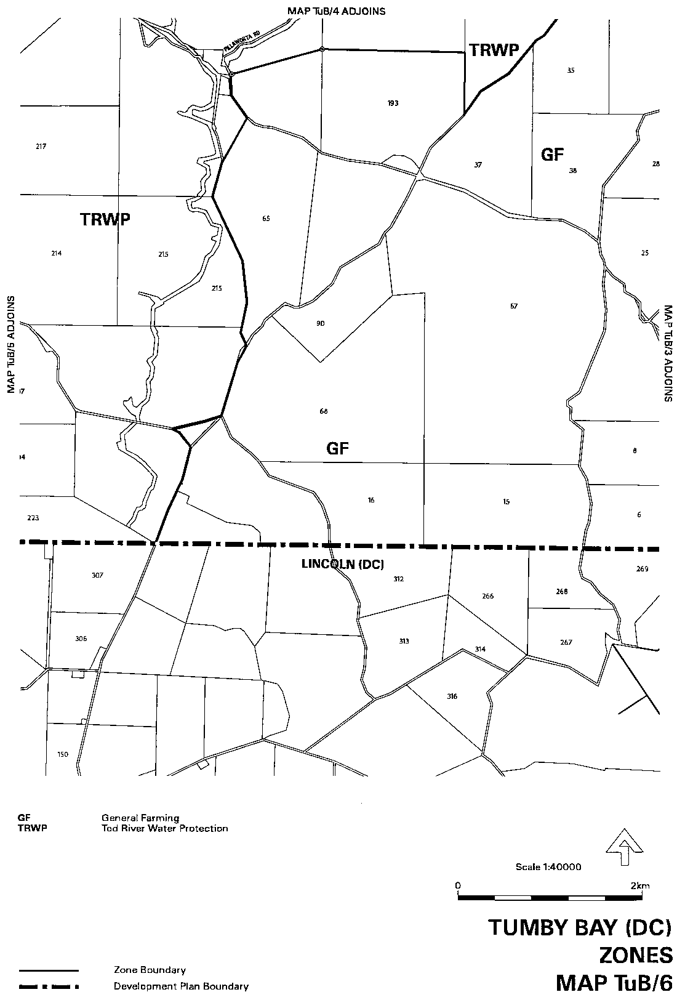 MAP TuB/4 ADJOINS
PILLAWORTA RD
TRWP
35
193
217
GF
37
38
28
TRWP
65
214
215
25
215
MAP TuB/5 ADJOINS
67
90
MAP TuB/3 ADJOINS
68
GF
8
16
15
223
6
LINCOLN (DC)
307
312
269
266
268
306
313
314
267
316
150
GF General Farming
TRWP Tod River Water Protection
Scale 1:40000
0 2km
TUMBY BAY (DC)
ZONES
MAP TuB/6
Zone Boundary
Development Plan Boundary